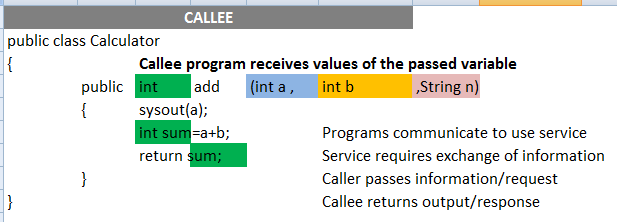 CALLEE
public class Calculator
{ Callee program receives values of the passed variable
public int add (int a , int b ,String n)
{ sysout(a);
int sum=a+b; Programs communicate to use service
return sum; Service requires exchange of information
} Caller passes information/request
} Callee returns output/response